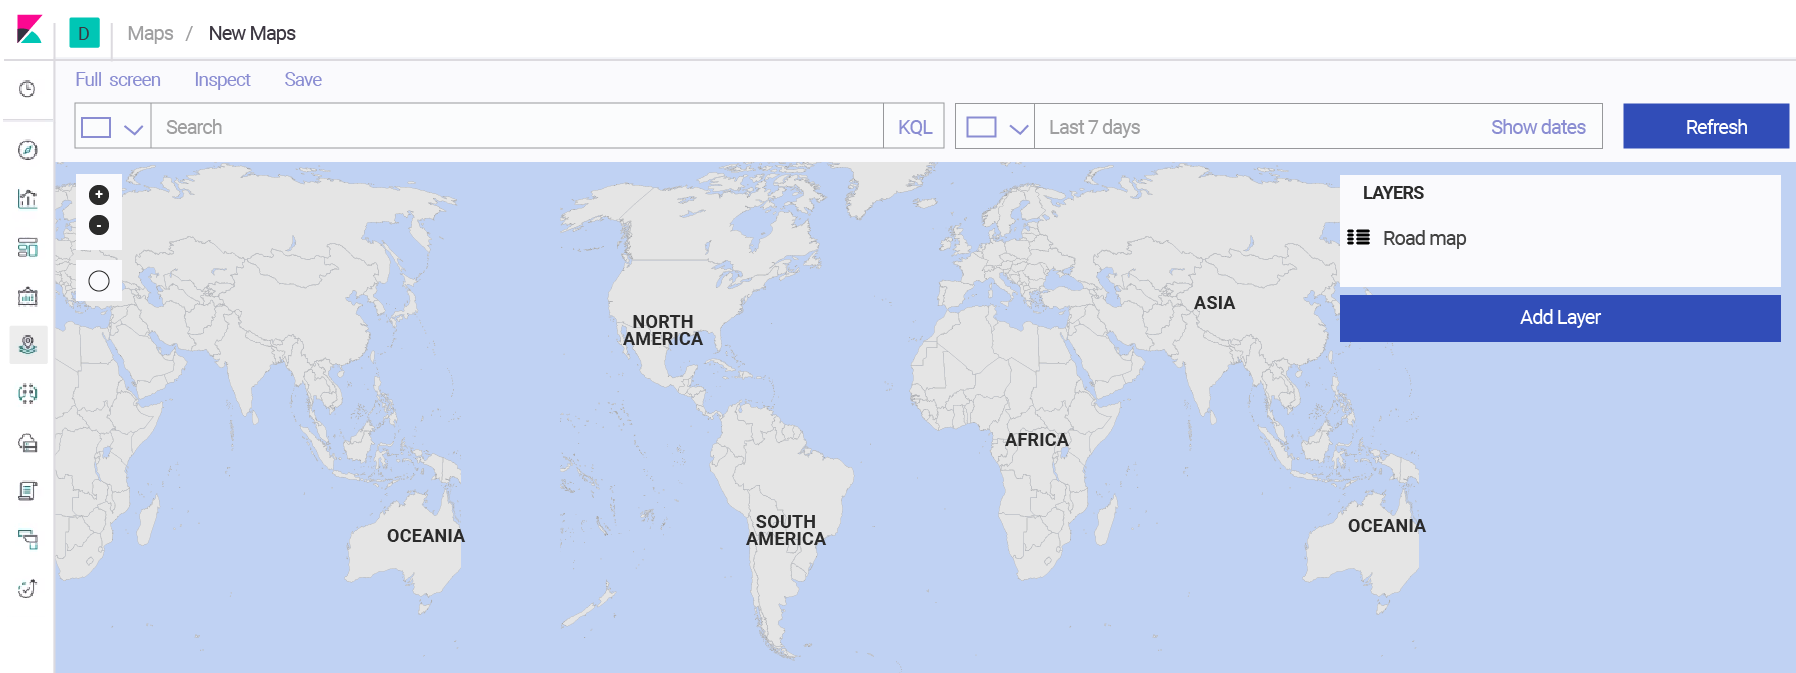 D Maps / New Maps
Full screen Inspect Save
Search KQL Last 7 days Show dates Refresh
+
-
LAYERS
Road map
Add Layer
ASIA
NORTH
AMERICA
AFRICA
SOUTH
AMERICA
OCEANIA
OCEANIA